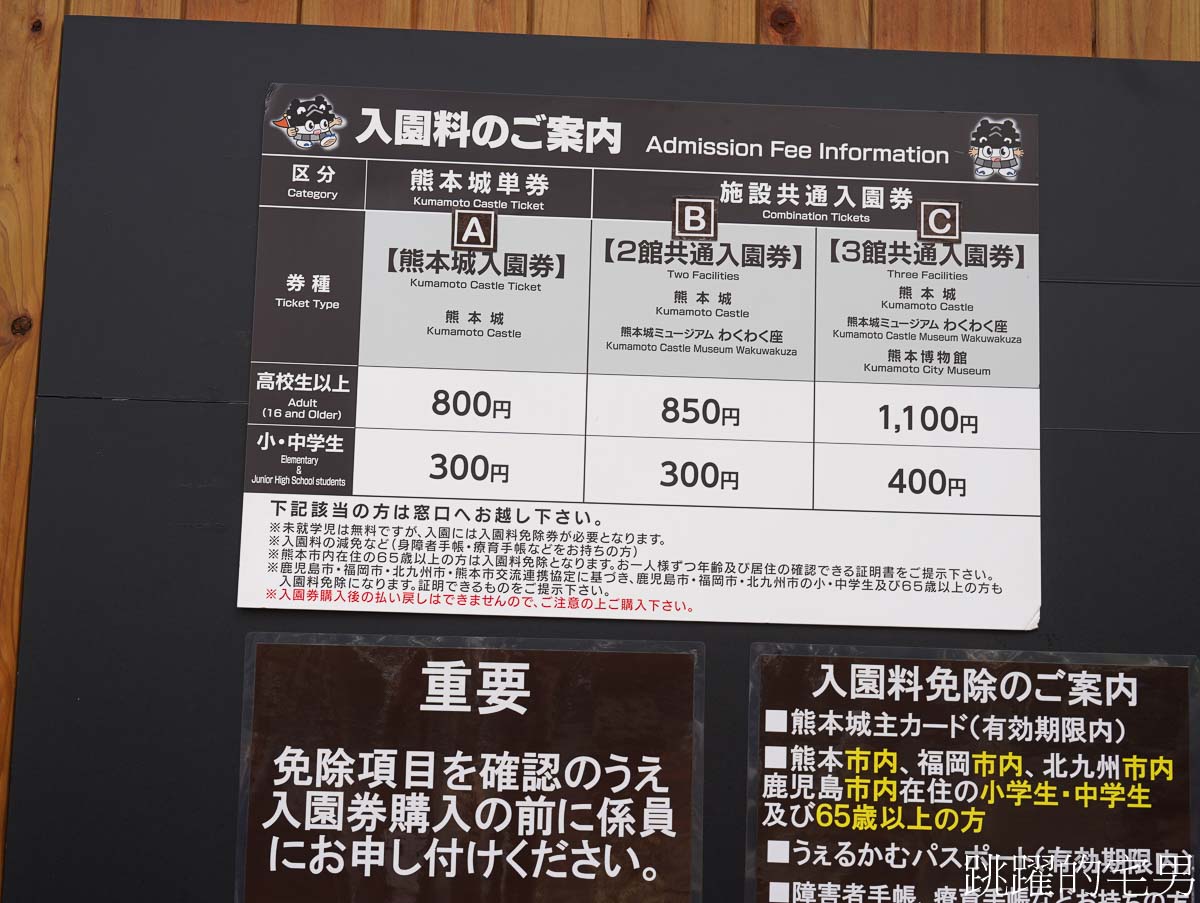 入園料のご案内 Admission Fee Information
区分
Category
熊本城単券
Kumamoto Castle Ticket
施設共通入園券
Combination Tickets
券種
Ticket Type
A
【熊本城入園券】
Kumamoto Castle Ticket
熊本城
Kumamoto Castle
B
【2館共通入園券】
Two Facilities
熊本城
Kumamoto Castle
熊本城ミュージアム わくわく座
Kumamoto Castle Museum Wakuwakuza
C
【3館共通入園券】
Three Facilities
熊本城
Kumamoto Castle
熊本城ミュージアム わくわく座
Kumamoto Castle Museum Wakuwakuza
熊本博物館
Kumamoto City Museum
高校生以上
Adult
(16 and Older)
800円
850円
1,100円
小・中学生
Elementary
&
Junior High School students
300円
300円
400円
下記該当の方は窓口へお越し下さい。
※未就学児は無料ですが、入園には入園料免除券が必要となります。
※入園料の減免など(身障者手帳・療育手帳などをお持ちの方)
※熊本市内在住の65歳以上の方は入園料免除となります。お一人様ずつ年齢及び居住の確認できる証明書をご提示下さい。
※鹿児島市・福岡市・北九州市・熊本市交流連携協定に基づき、鹿児島市・福岡市・北九州市の小・中学生及び65歳以上の方も
入園料免除になります。証明できるものをご提示下さい。
※入園券購入後の払い戻しはできませんので、ご注意の上ご購入下さい。
重要
免除項目を確認のうえ
入園券購入の前に係員
にお申し付けください。
入園料免除のご案内
■熊本城主カード(有効期限内)
■熊本市内、福岡市内、北九州市内
鹿児島市内在住の小学生・中学生
及び65歳以上の方
■うぇるかむパスポート(有効期限内)
■障害者手帳、療育手帳などお持ちの方
跳躍的宅男